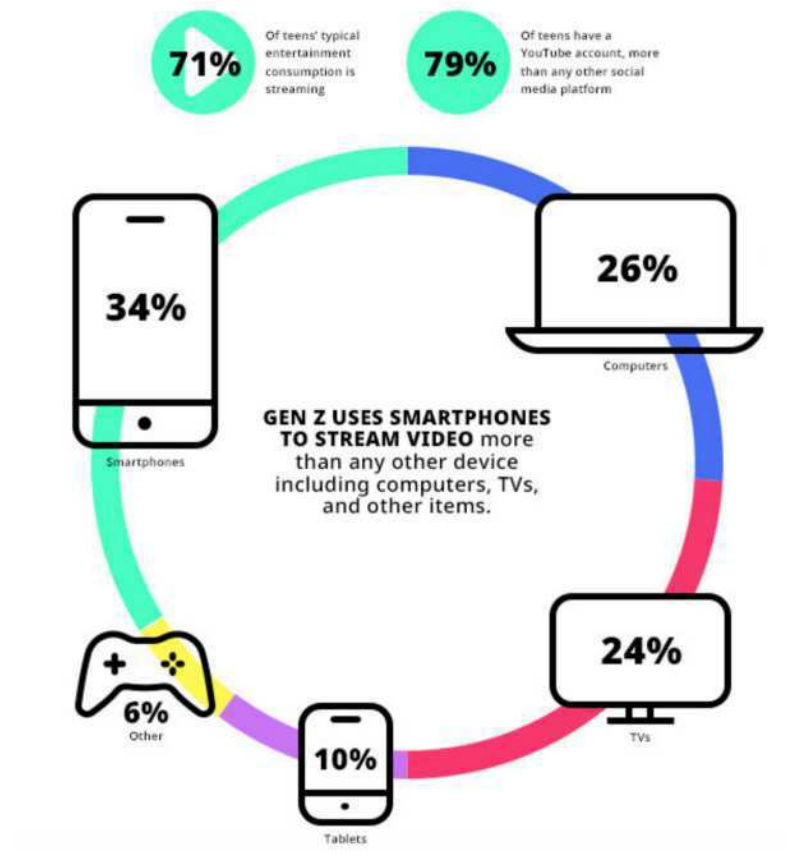 71%
Of teens' typical
entertainment
consumption is
streaming
79%
Of teens have a
YouTube account, more
than any other social
media platform
34%
Smartphones
26%
Computers
GEN Z USES SMARTPHONES
TO STREAM VIDEO more
than any other device
including computers, TVs,
and other items.
24%
TVs
6%
Other
10%
Tablets